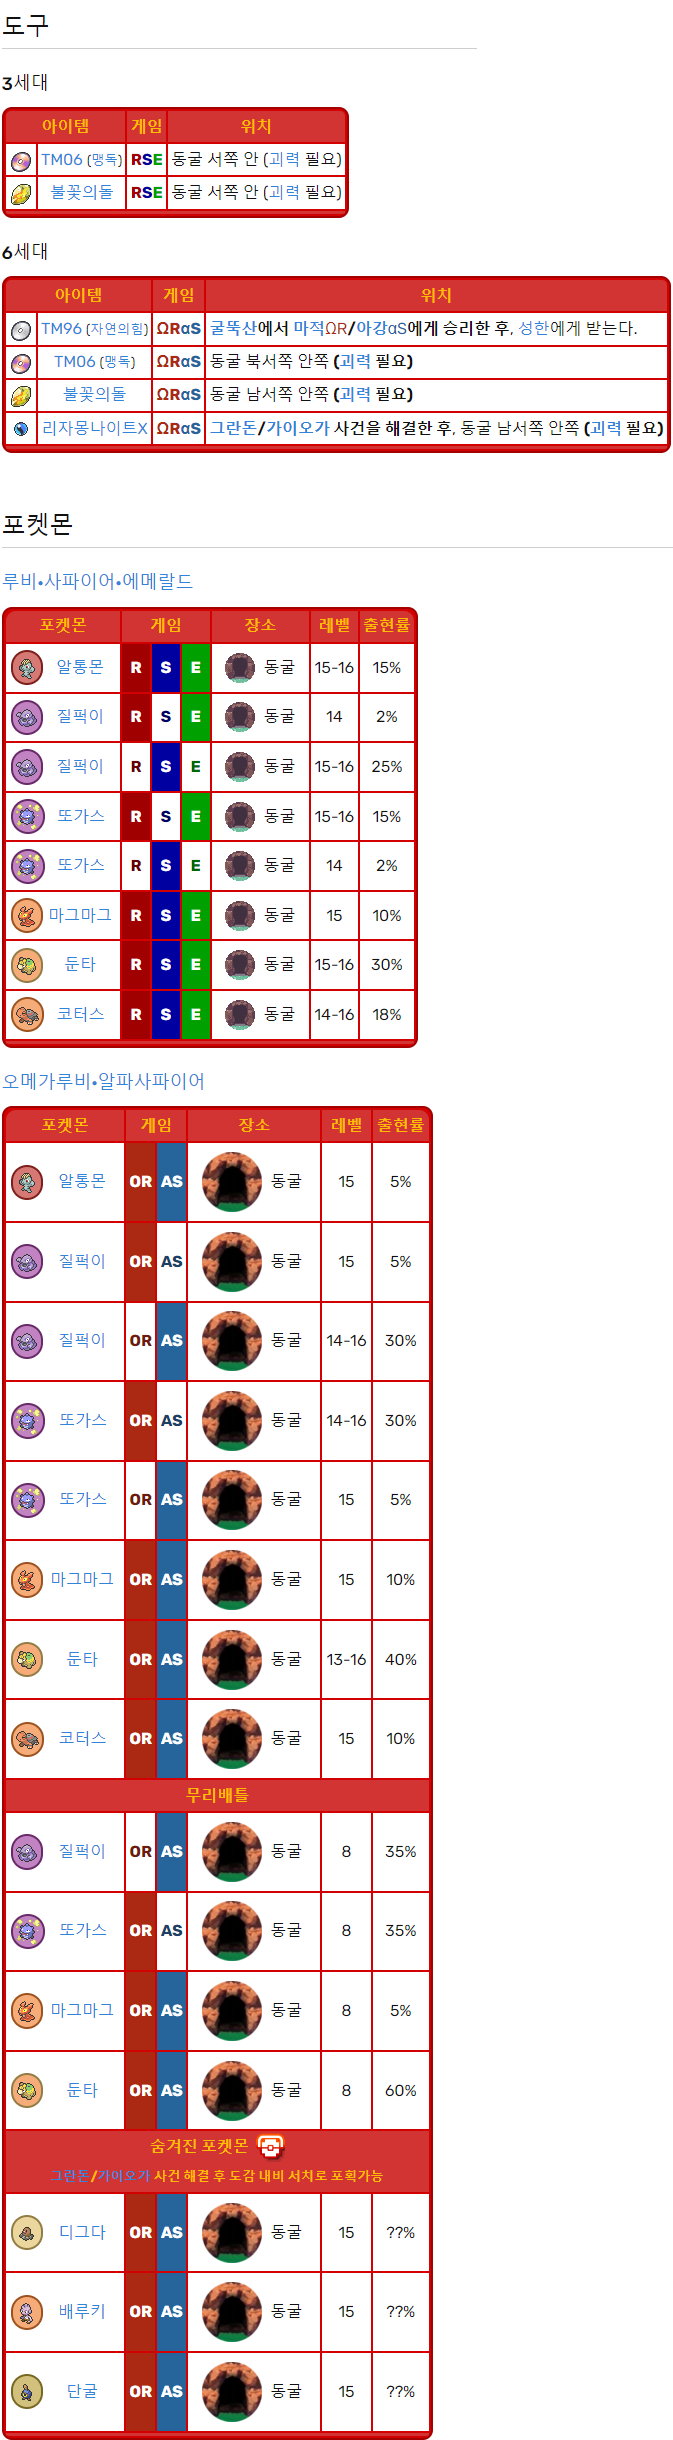 도구
3세대
아이템 게임 위치
TM06 (맹독) RSE 동굴 서쪽 안 (괴력 필요)
불꽃의돌 RSE 동굴 서쪽 안 (괴력 필요)
6세대
아이템 게임 위치
TM96 (자연의힘) ΩRαS 굴뚝산에서 마적ΩR/아강αS에게 승리한 후, 성한에게 받는다.
TM06 (맹독) ΩRαS 동굴 북서쪽 안쪽 (괴력 필요)
불꽃의돌 ΩRαS 동굴 남서쪽 안쪽 (괴력 필요)
리자몽나이트X ΩRαS 그란돈/가이오가 사건을 해결한 후, 동굴 남서쪽 안쪽 (괴력 필요)
포켓몬
루비•사파이어•에메랄드
포켓몬 게임 장소 레벨 출현률
알통몬 R S E 동굴 15-16 15%
질퍽이 R S E 동굴 14 2%
질퍽이 R S E 동굴 15-16 25%
또가스 R S E 동굴 15-16 15%
또가스 R S E 동굴 14 2%
마그마그 R S E 동굴 15 10%
둔타 R S E 동굴 15-16 30%
코터스 R S E 동굴 14-16 18%
오메가루비•알파사파이어
포켓몬 게임 장소 레벨 출현률
알통몬 OR AS 동굴 15 5%
질퍽이 OR AS 동굴 15 5%
질퍽이 OR AS 동굴 14-16 30%
또가스 OR AS 동굴 14-16 30%
또가스 OR AS 동굴 15 5%
마그마그 OR AS 동굴 15 10%
둔타 OR AS 동굴 13-16 40%
코터스 OR AS 동굴 15 10%
무리배틀
질퍽이 OR AS 동굴 8 35%
또가스 OR AS 동굴 8 35%
마그마그 OR AS 동굴 8 5%
둔타 OR AS 동굴 8 60%
숨겨진 포켓몬
그란돈/가이오가 사건 해결 후 도감 내비 서치로 포획가능
디그다 OR AS 동굴 15 ??%
배루키 OR AS 동굴 15 ??%
단굴 OR AS 동굴 15 ??%